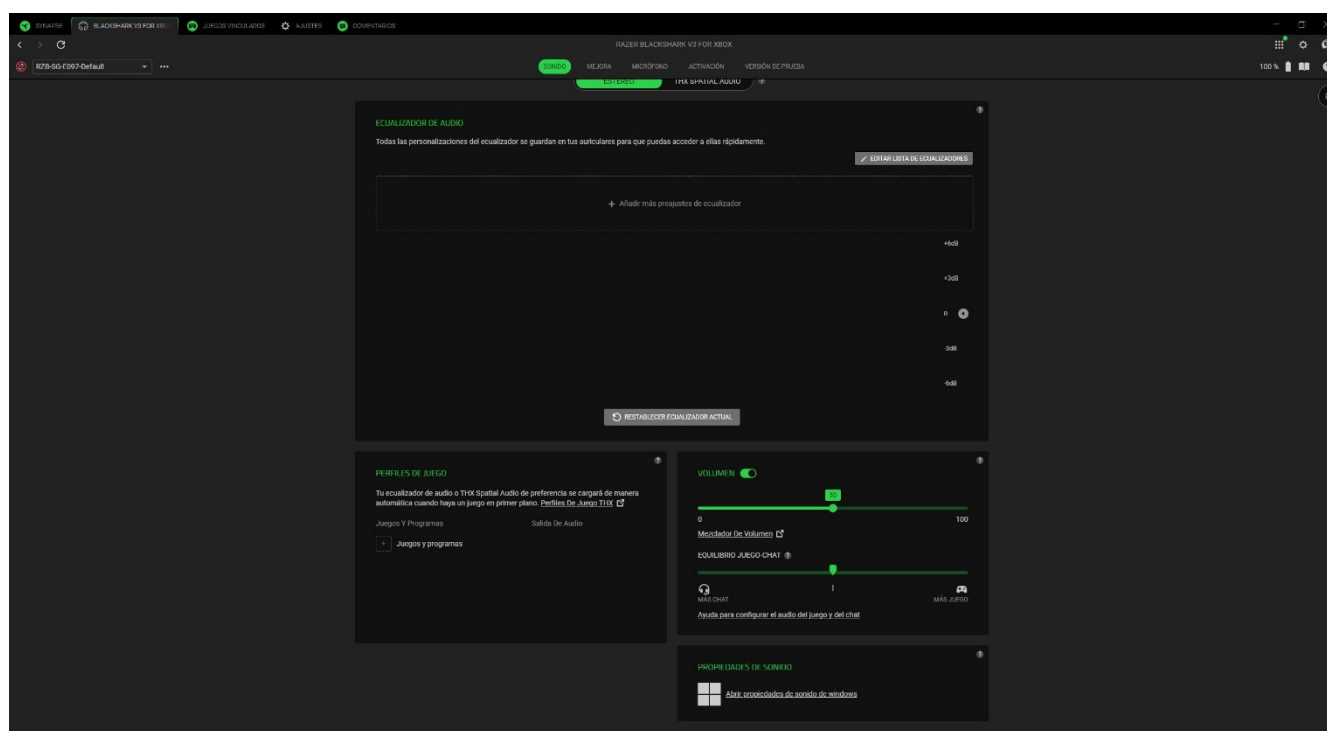 SYNAPSE
BLACKSHARK V3 FOR XBO
JUEGOS VINCULADOS
AJUSTES
COMENTARIOS
RAZER BLACKSHARK V3 FOR XBOX
RZB-SG-E097-Default
SONIDO
MEJORA
MICRÓFONO
ACTIVACIÓN
VERSIÓN DE PRUEBA
100 %
ESTÉREO
THX SPATIAL AUDIO
ECUALIZADOR DE AUDIO
Todas las personalizaciones del ecualizador se guardan en tus auriculares para que puedas acceder a ellas rápidamente.
EDITAR LISTA DE ECUALIZADORES
+ Añadir más preajustes de ecualizador
+6dB
+3dB
0
-3dB
-6dB
RESTABLECER ECUALIZADOR ACTUAL
PERFILES DE JUEGO
Tu ecualizador de audio o THX Spatial Audio de preferencia se cargará de manera
automática cuando haya un juego en primer plano. Perfiles De Juego THX
Juegos Y Programas
Salida De Audio
+ Juegos y programas
VOLUMEN
50
0
100
Mezclador De Volumen
EQUILIBRIO JUEGO-CHAT
MÁS CHAT
MÁS JUEGO
Ayuda para configurar el audio del juego y del chat
PROPIEDADES DE SONIDO
Abrir propiedades de sonido de windows